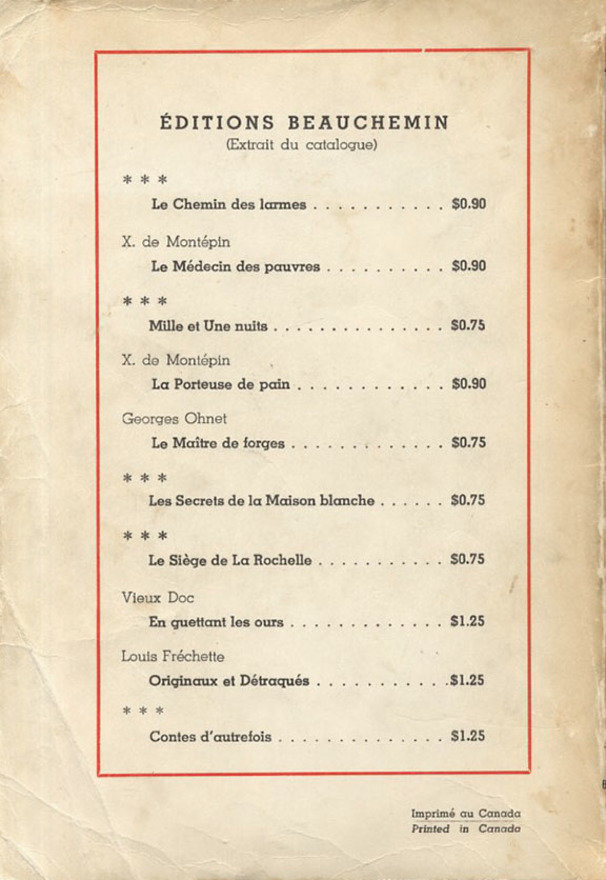 ÉDITIONS BEAUCHEMIN
(Extrait du catalogue)
* * *
Le Chemin des larmes . . . . . . . . . . . $0.90
X. de Montépin
Le Médecin des pauvres . . . . . . . . . . $0.90
* * *
Mille et Une nuits . . . . . . . . . . . . . . $0.75
X. de Montépin
La Porteuse de pain . . . . . . . . . . . . $0.90
Georges Ohnet
Le Maître de forges . . . . . . . . . . . . . $0.75
* * *
Les Secrets de la Maison blanche . . . . . . $0.75
* * *
Le Siège de La Rochelle . . . . . . . . . . . $0.75
Vieux Doc
En guettant les ours . . . . . . . . . . . . . $1.25
Louis Fréchette
Originaux et Détraqués . . . . . . . . . . . $1.25
* * *
Contes d'autrefois . . . . . . . . . . . . . . $1.25
Imprimé au Canada
Printed in Canada